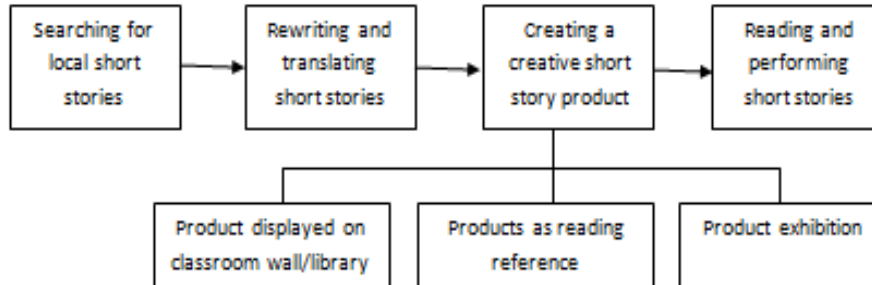 Searching for
local short
stories
Rewriting and
translating
short stories
Creating a
creative short
story product
Reading and
performing
short stories
Product displayed on
classroom wall/library
Products as reading
reference
Product exhibition